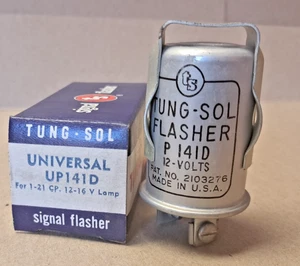 TUNG-SOL
UNIVERSAL
UP141D
For 1-21 CP. 12-16 V Lamp
signal flasher
ts
TUNG-SOL
FLASHER
P 141D
12-VOLTS
PAT. NO. 2103276
MADE IN U.S.A.